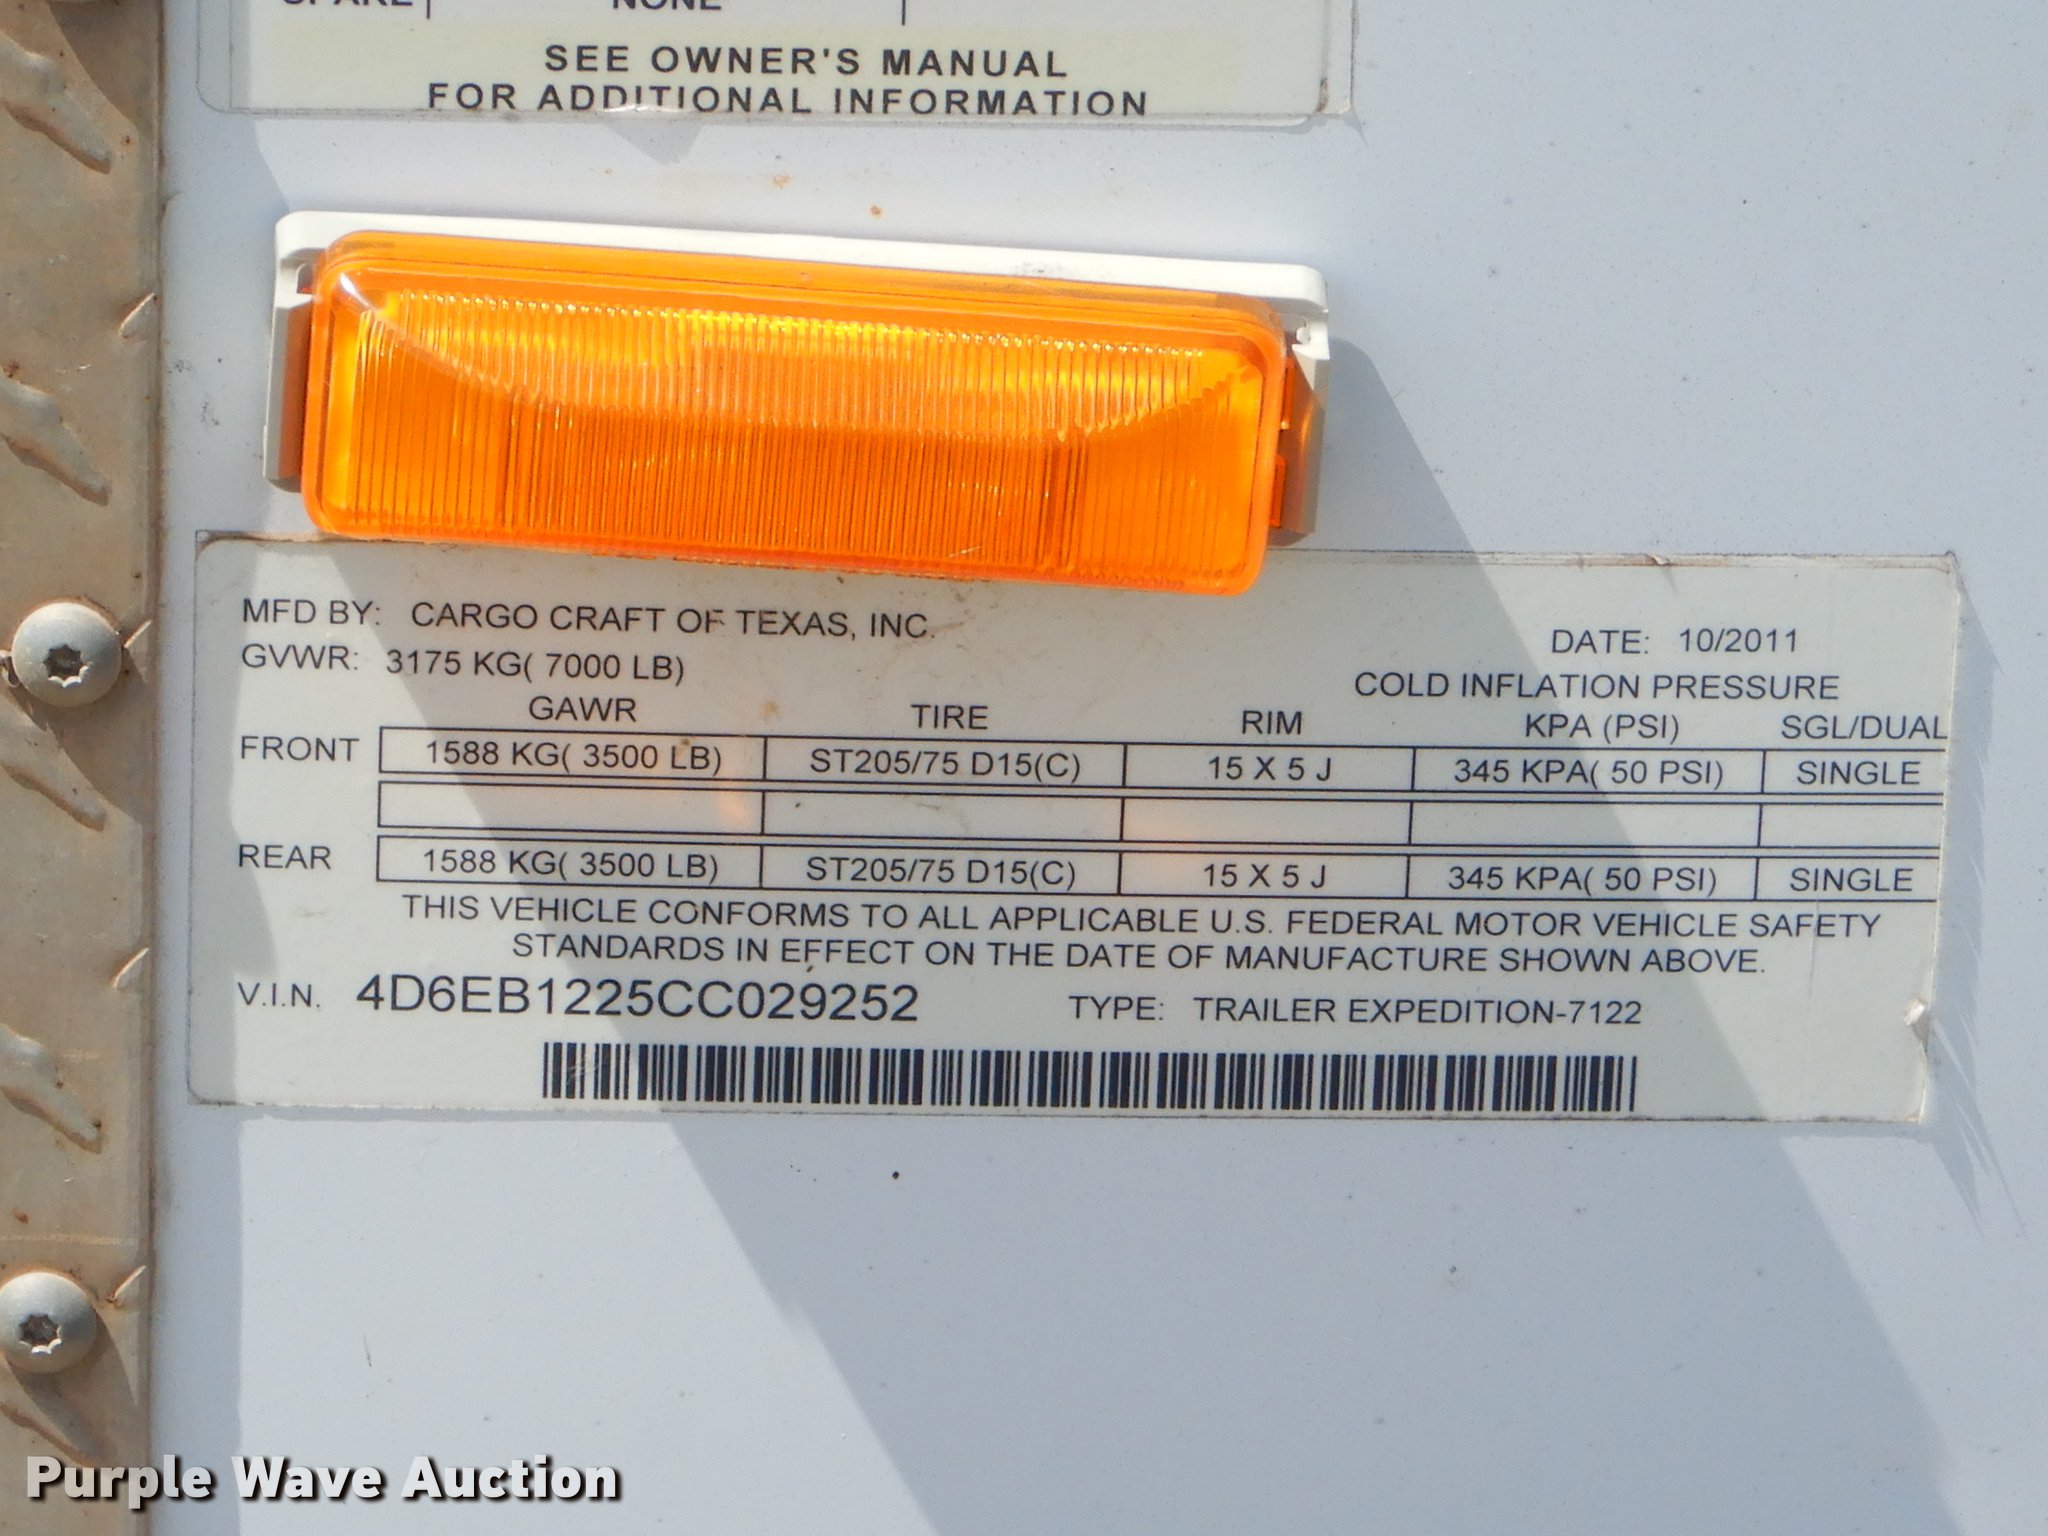 SPARE NONE
SEE OWNER'S MANUAL
FOR ADDITIONAL INFORMATION
MFD BY: CARGO CRAFT OF TEXAS, INC.
DATE: 10/2011
GVWR: 3175 KG( 7000 LB)
COLD INFLATION PRESSURE
GAWR TIRE RIM KPA (PSI) SGL/DUAL
FRONT 1588 KG( 3500 LB) ST205/75 D15(C) 15 X 5 J 345 KPA( 50 PSI) SINGLE
REAR 1588 KG( 3500 LB) ST205/75 D15(C) 15 X 5 J 345 KPA( 50 PSI) SINGLE
THIS VEHICLE CONFORMS TO ALL APPLICABLE U.S. FEDERAL MOTOR VEHICLE SAFETY
STANDARDS IN EFFECT ON THE DATE OF MANUFACTURE SHOWN ABOVE.
V.I.N. 4D6EB1225CC029252 TYPE: TRAILER EXPEDITION-7122
Purple Wave Auction